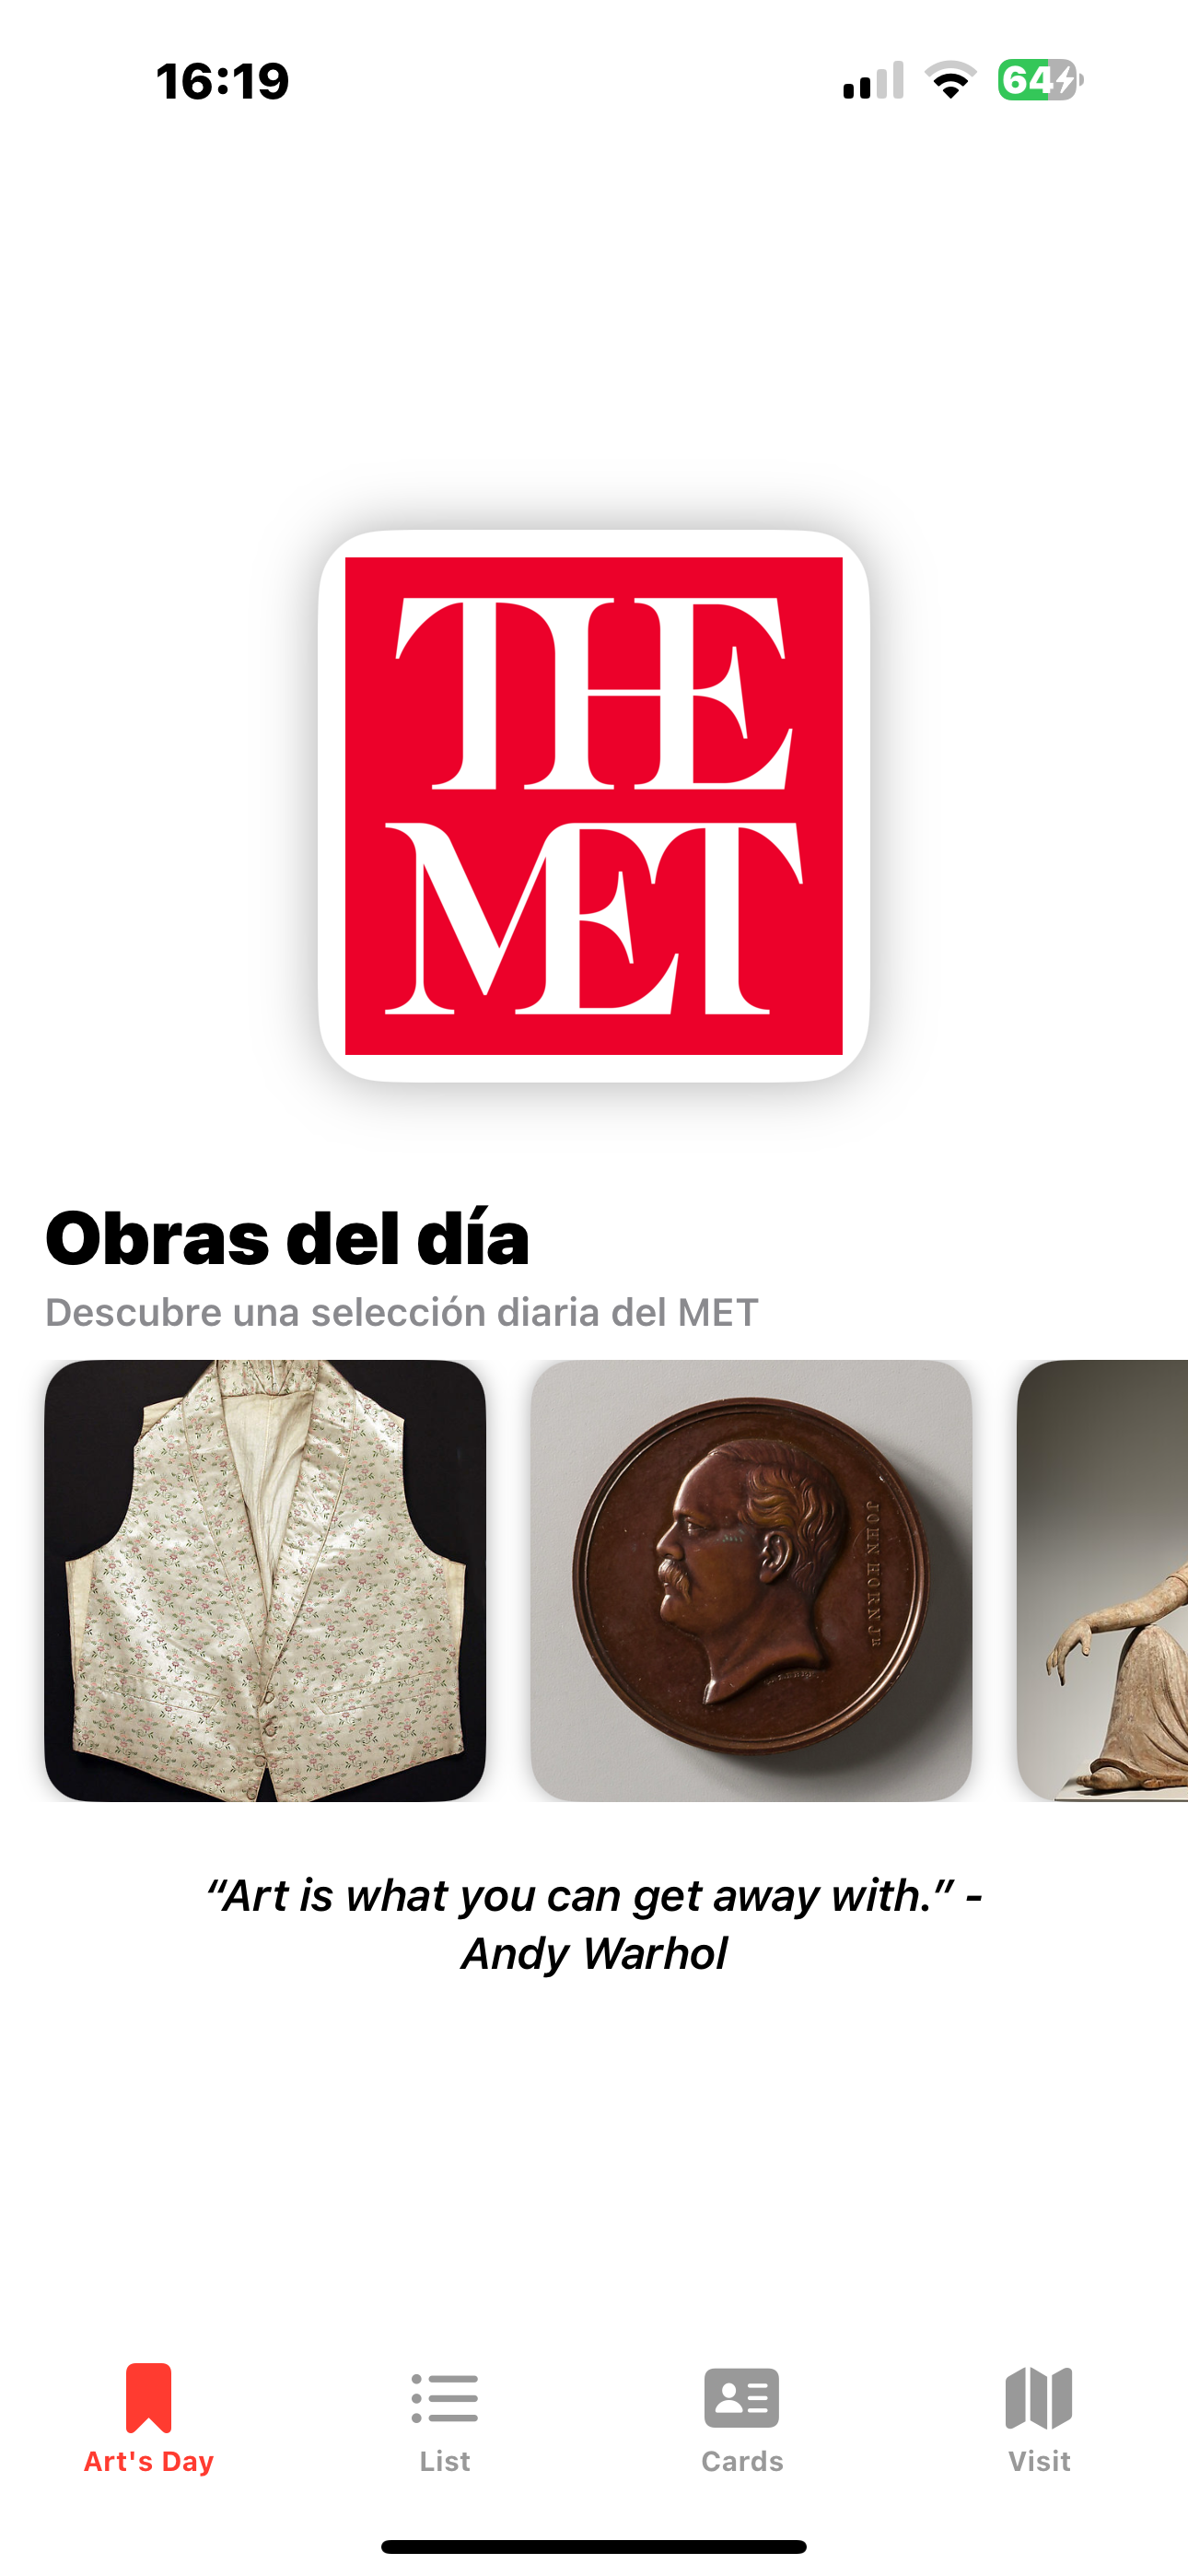 16:19
64
THE
MET
Obras del día
Descubre una selección diaria del MET
JOHN HORN JR
“Art is what you can get away with.” -
Andy Warhol
Art's Day
List
Cards
Visit